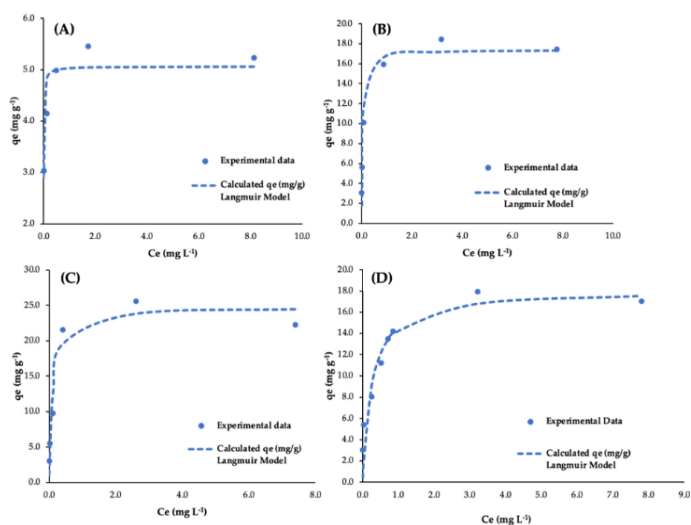 (A)
6.0
5.0
4.0
3.0
2.0
qe (mg g-1)
0.0 2.0 4.0 6.0 8.0 10.0
Ce (mg L-1)
Experimental data
Calculated qe (mg/g)
Langmuir Model
(B)
20.0
18.0
16.0
14.0
12.0
10.0
8.0
6.0
4.0
2.0
0.0
qe (mg g-1)
0.0 2.0 4.0 6.0 8.0 10.0
Ce (mg L-1)
Experimental data
Calculated qe (mg/g)
Langmuir Model
(C)
30.0
25.0
20.0
15.0
10.0
5.0
0.0
qe (mg g-1)
0.0 2.0 4.0 6.0 8.0
Ce (mg L-1)
Experimental data
Calculated qe (mg/g)
Langmuir Model
(D)
20.0
18.0
16.0
14.0
12.0
10.0
8.0
6.0
4.0
2.0
0.0
qe (mg g-1)
0.0 1.0 2.0 3.0 4.0 5.0 6.0 7.0 8.0 9.0
Ce (mg L-1)
Experimental Data
Calculated qe (mg/g)
Langmuir Model